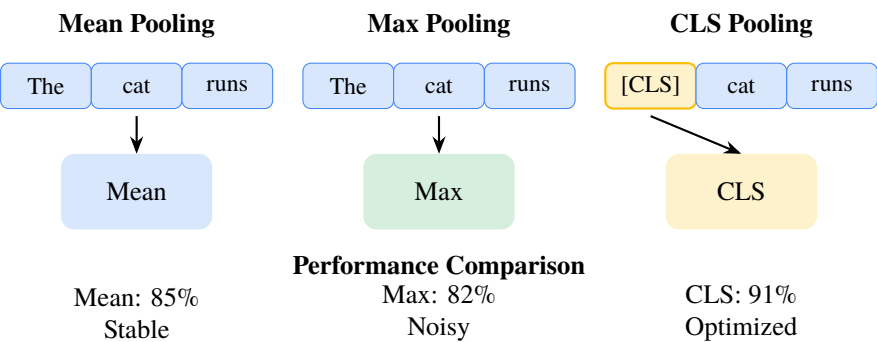 Mean Pooling Max Pooling CLS Pooling
The cat runs The cat runs [CLS] cat runs
Mean Max CLS
Performance Comparison
Mean: 85% Max: 82% CLS: 91%
Stable Noisy Optimized